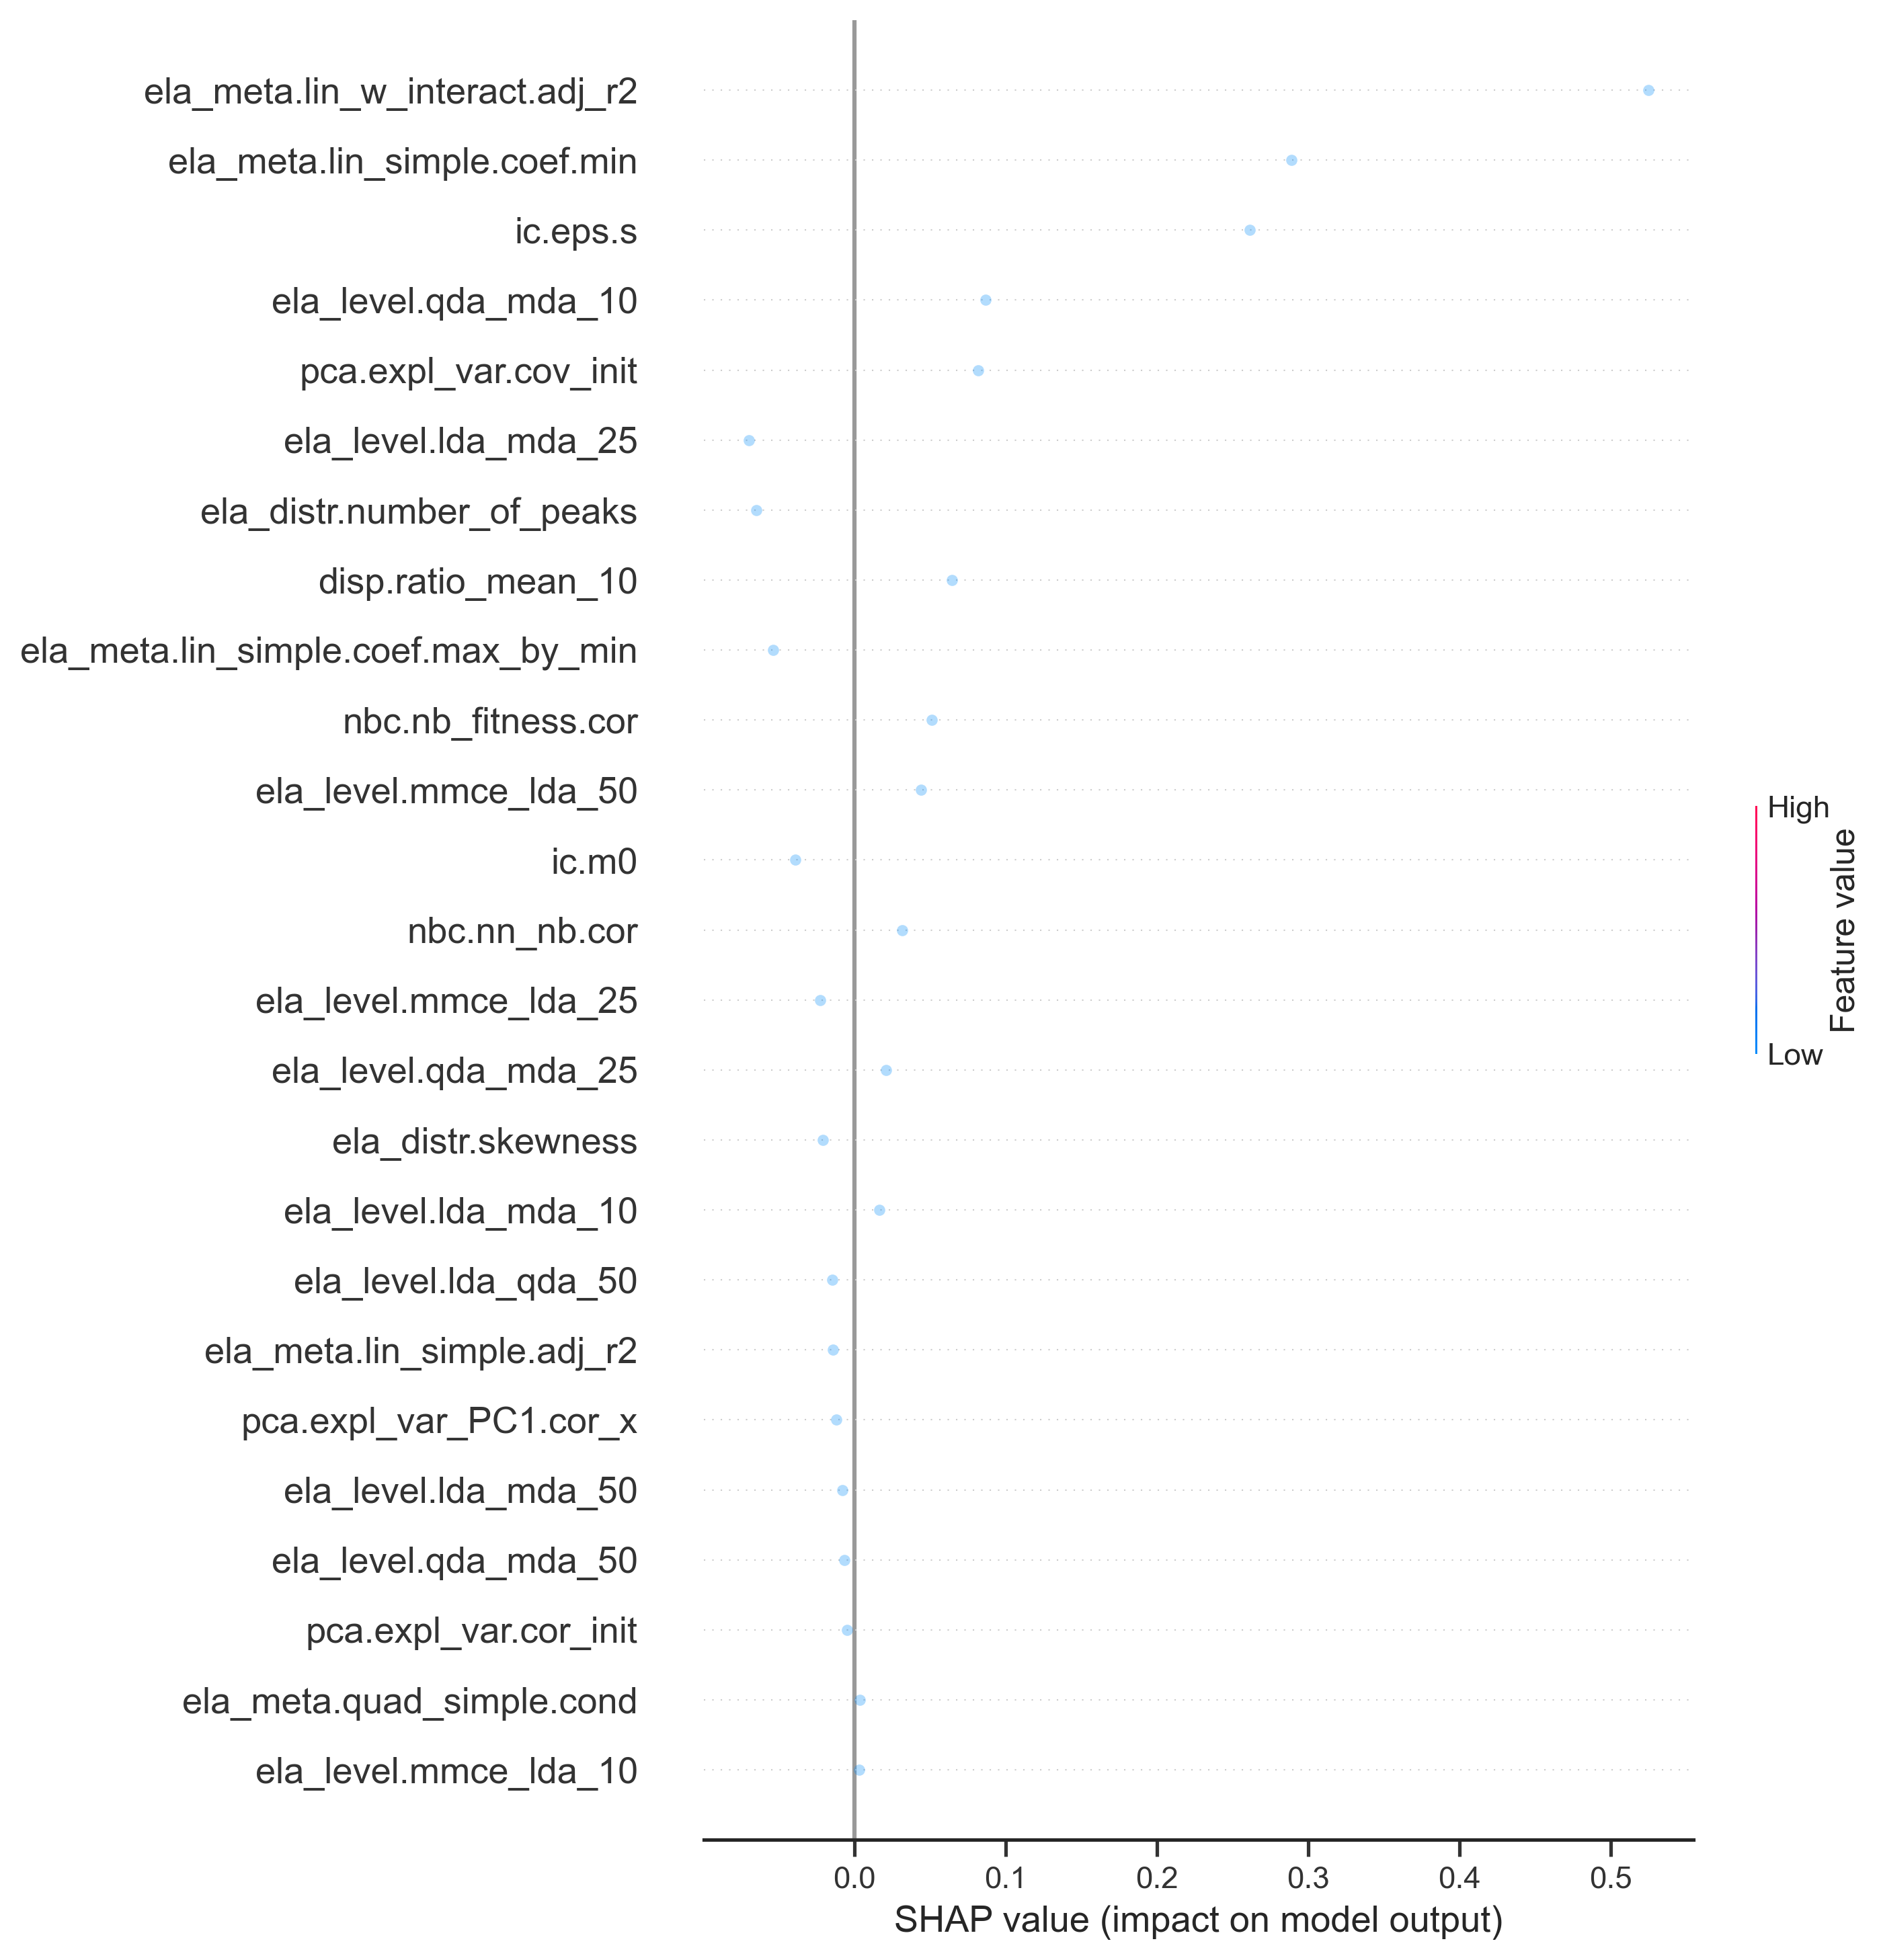 ela_meta.lin_w_interact.adj_r2
ela_meta.lin_simple.coef.min
ic.eps.s
ela_level.qda_mda_10
pca.expl_var.cov_init
ela_level.lda_mda_25
ela_distr.number_of_peaks
disp.ratio_mean_10
ela_meta.lin_simple.coef.max_by_min
nbc.nb_fitness.cor
ela_level.mmce_lda_50
ic.m0
nbc.nn_nb.cor
ela_level.mmce_lda_25
ela_level.qda_mda_25
ela_distr.skewness
ela_level.lda_mda_10
ela_level.lda_qda_50
ela_meta.lin_simple.adj_r2
pca.expl_var_PC1.cor_x
ela_level.lda_mda_50
ela_level.qda_mda_50
pca.expl_var.cor_init
ela_meta.quad_simple.cond
ela_level.mmce_lda_10
0.0 0.1 0.2 0.3 0.4 0.5
SHAP value (impact on model output)
High
Feature value
Low